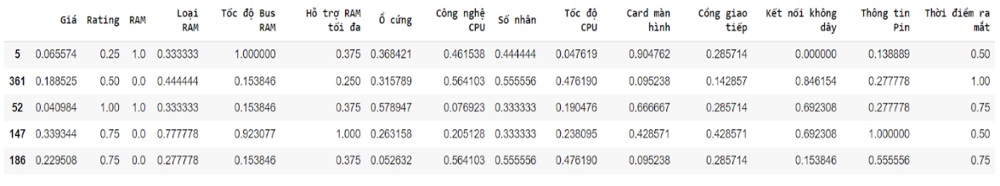 Giá Rating RAM Loại RAM Tốc độ Bus RAM Hỗ trợ RAM tối đa Ổ cứng Công nghệ CPU Số nhân Tốc độ CPU Card màn hình Cổng giao tiếp Kết nối không dây Thông tin Pin Thời điểm ra mắt
5 0.065574 0.25 1.0 0.333333 1.000000 0.375 0.368421 0.461538 0.444444 0.047619 0.904762 0.285714 0.000000 0.138889 0.50
361 0.188525 0.50 0.0 0.444444 0.153846 0.250 0.315789 0.564103 0.555556 0.476190 0.095238 0.142857 0.846154 0.277778 1.00
52 0.040984 1.00 1.0 0.333333 0.153846 0.375 0.578947 0.076923 0.333333 0.190476 0.666667 0.285714 0.692308 0.277778 0.75
147 0.339344 0.75 0.0 0.777778 0.923077 1.000 0.263158 0.205128 0.333333 0.238095 0.428571 0.428571 0.692308 1.000000 0.50
186 0.229508 0.75 0.0 0.277778 0.153846 0.375 0.052632 0.564103 0.555556 0.476190 0.095238 0.285714 0.153846 0.555556 0.75